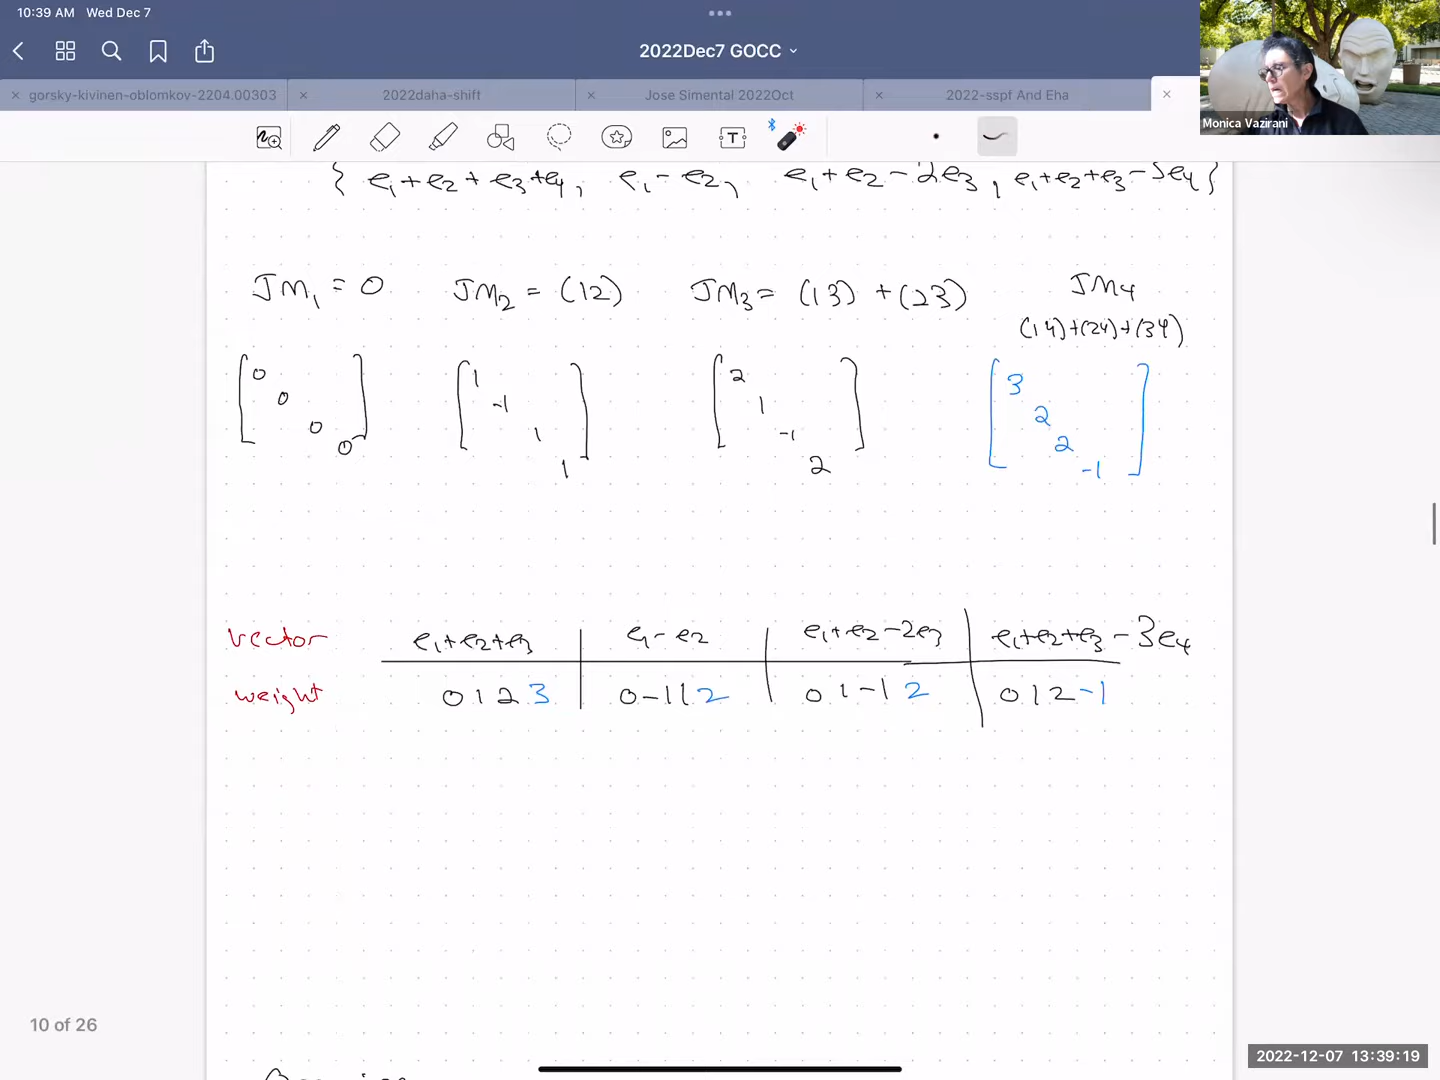 10:39 AM Wed Dec 7
2022Dec7 GOCC
gorsky-kivinen-oblomkov-2204.00303 2022daha-shift Jose Simental 2022Oct 2022-sspf And Eha
Monica Vazirani
{ e₁+e₂+e₃+e₄, e₁-e₂, e₁+e₂-2e₃, e₁+e₂+e₃-3e₄}
JM₁ = 0 JM₂ = (12) JM₃ = (13) + (23) JM₄
(14)+(24)+(34)
[0 0 0 0] [1 -1 1 1] [2 1 -1 2] [3 2 2 -1]
vector e₁+e₂+e₃ e₁-e₂ e₁+e₂-2e₃ e₁+e₂+e₃-3e₄
weight 0 1 2 3 0 -1 1 2 0 1 -1 2 0 1 2 -1
10 of 26
2022-12-07 13:39:19